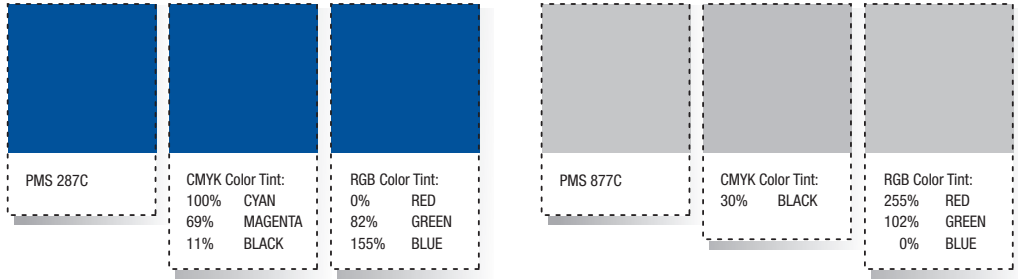 PMS 287C
CMYK Color Tint:
100% CYAN
69% MAGENTA
11% BLACK
RGB Color Tint:
0% RED
82% GREEN
155% BLUE
PMS 877C
CMYK Color Tint:
30% BLACK
RGB Color Tint:
255% RED
102% GREEN
0% BLUE